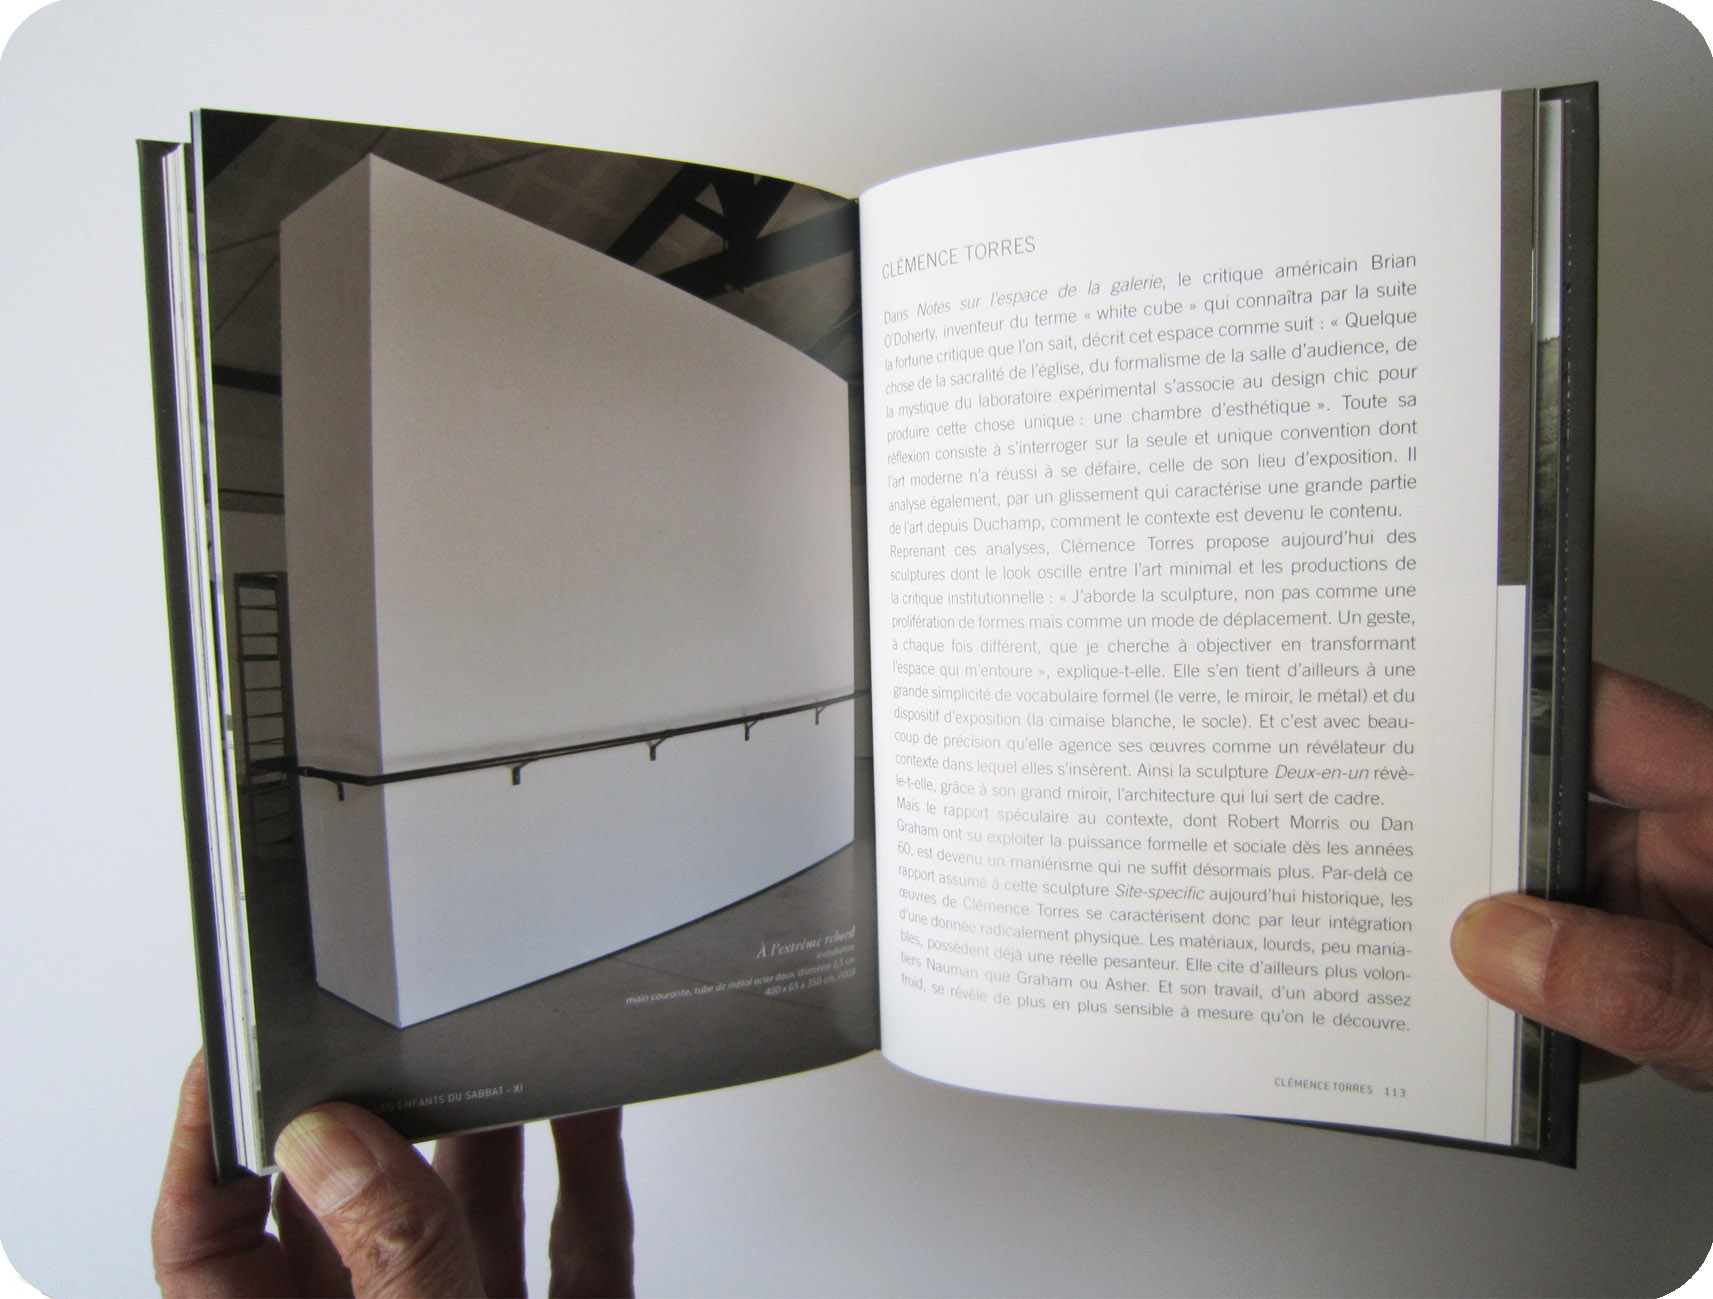 À l'extrême rebord
installation
main courante, tube de métal acier doux, diamètre 3,5 cm
400 x 65 x 350 cm, 2009
LES ENFANTS DU SABBAT - XI
CLÉMENCE TORRES
Dans Notes sur l'espace de la galerie, le critique américain Brian
O'Doherty, inventeur du terme « white cube » qui connaîtra par la suite
la fortune critique que l'on sait, décrit cet espace comme suit : « Quelque
chose de la sacralité de l'église, du formalisme de la salle d'audience, de
la mystique du laboratoire expérimental s'associe au design chic pour
produire cette chose unique : une chambre d'esthétique ». Toute sa
réflexion consiste à s'interroger sur la seule et unique convention dont
l'art moderne n'a réussi à se défaire, celle de son lieu d'exposition. Il
analyse également, par un glissement qui caractérise une grande partie
de l'art depuis Duchamp, comment le contexte est devenu le contenu.
Reprenant ces analyses, Clémence Torres propose aujourd'hui des
sculptures dont le look oscille entre l'art minimal et les productions de
la critique institutionnelle : « J'aborde la sculpture, non pas comme une
prolifération de formes mais comme un mode de déplacement. Un geste,
à chaque fois différent, que je cherche à objectiver en transformant
l'espace qui m'entoure », explique-t-elle. Elle s'en tient d'ailleurs à une
grande simplicité de vocabulaire formel (le verre, le miroir, le métal) et du
dispositif d'exposition (la cimaise blanche, le socle). Et c'est avec beau-
coup de précision qu'elle agence ses œuvres comme un révélateur du
contexte dans lequel elles s'insèrent. Ainsi la sculpture Deux-en-un révè-
le-t-elle, grâce à son grand miroir, l'architecture qui lui sert de cadre.
Mais le rapport spéculaire au contexte, dont Robert Morris ou Dan
Graham ont su exploiter la puissance formelle et sociale dès les années
60, est devenu un maniérisme qui ne suffit désormais plus. Par-delà ce
rapport assumé à cette sculpture Site-specific aujourd'hui historique, les
œuvres de Clémence Torres se caractérisent donc par leur intégration
d'une donnée radicalement physique. Les matériaux, lourds, peu mania-
bles, possèdent déjà une réelle pesanteur. Elle cite d'ailleurs plus volon-
tiers Nauman que Graham ou Asher. Et son travail, d'un abord assez
froid, se révèle de plus en plus sensible à mesure qu'on le découvre.
CLÉMENCE TORRES 113